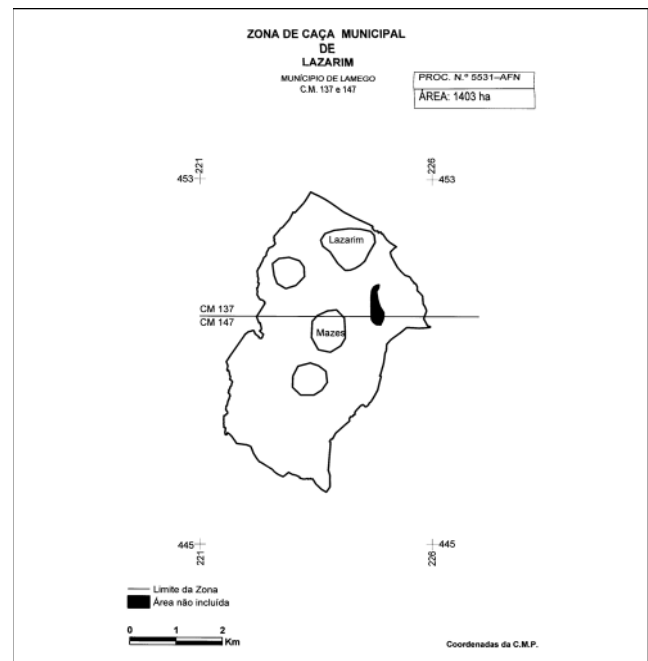 ZONA DE CAÇA MUNICIPAL
DE
LAZARIM
MUNÍCIPIO DE LAMEGO
C.M. 137 e 147
PROC. N.º 5531–AFN
ÁREA: 1403 ha
221
453
226
453
Lazarim
CM 137
CM 147
Mazes
445
221
445
226
Limite da Zona
Área não incluída
0 1 2
Km
Coordenadas da C.M.P.